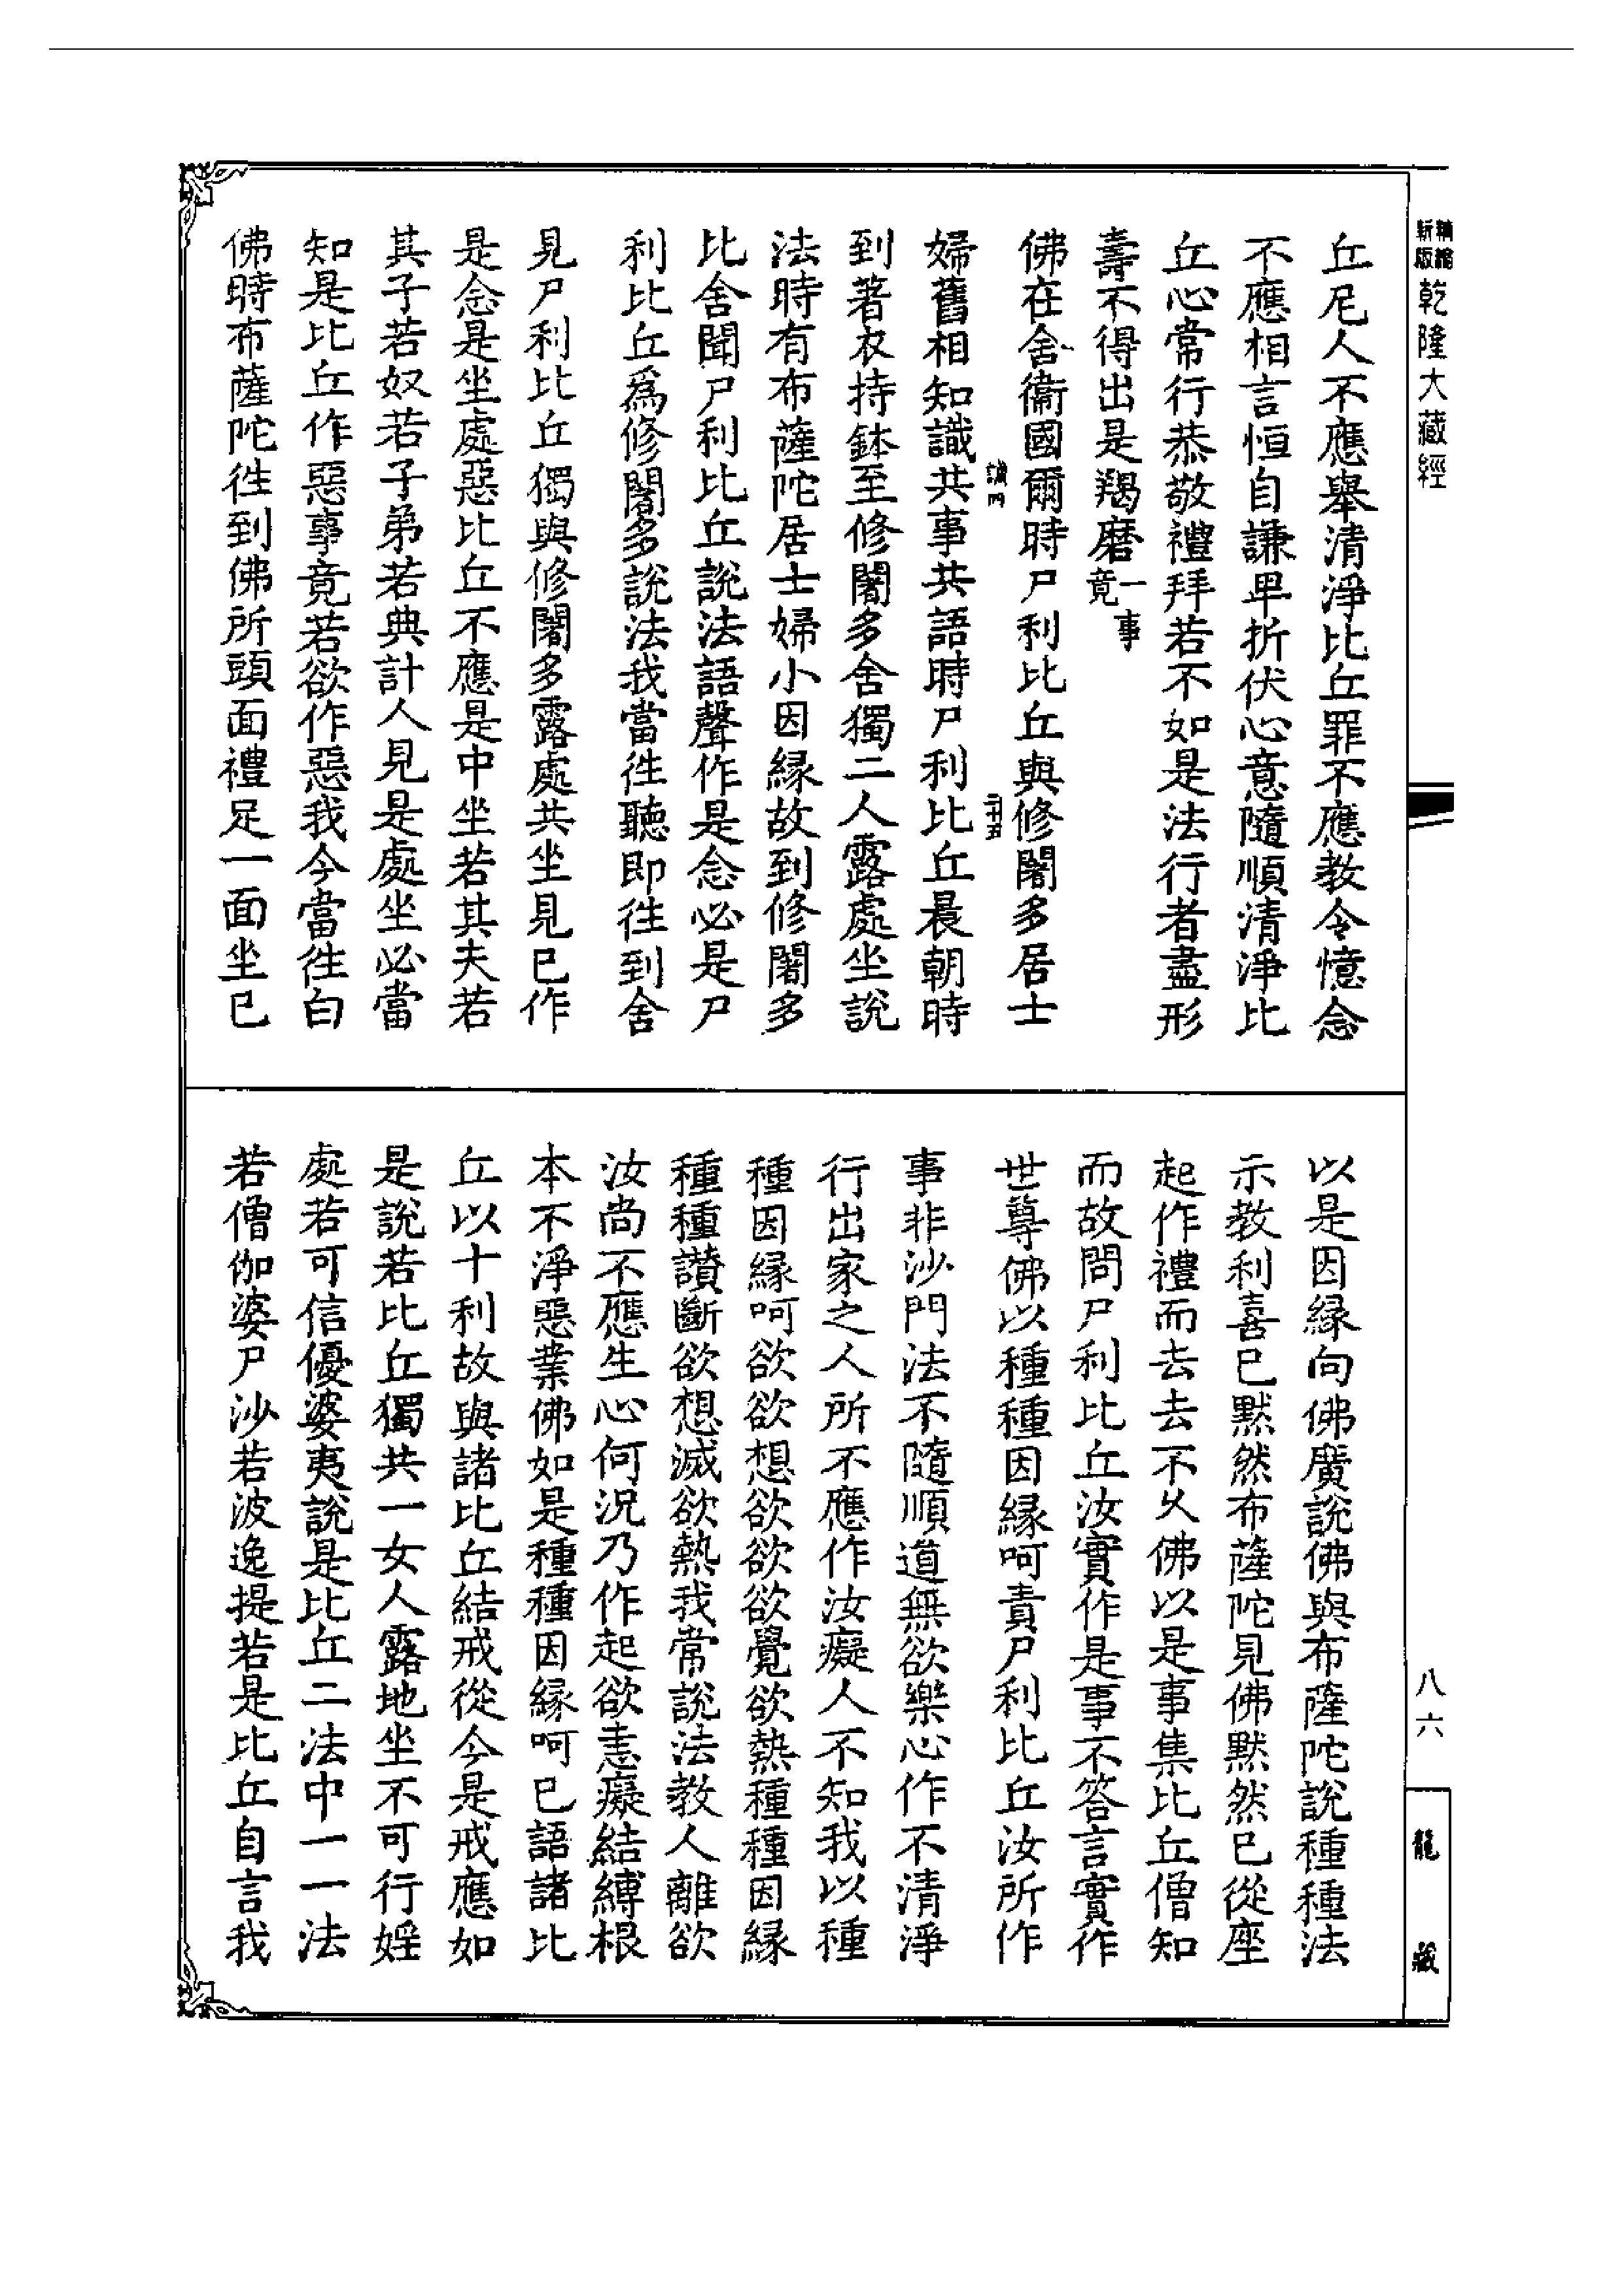 新版精縮乾隆大藏經
丘尼人不應舉清淨比丘罪不應教令憶念
不應相言恒自謙卑折伏心意隨順清淨比
丘心常行恭敬禮拜若不如是法行者盡形
壽不得出是羯磨一事竟
佛在舍衞國爾時尸利比丘與修闍多居士
婦舊相知識共事共語時尸利比丘晨朝時
到著衣持鉢至修闍多舍獨二人露處坐説
法時有布薩陀居士婦小因緣故到修闍多
比舍聞尸利比丘説法語聲作是念必是尸
利比丘爲修闍多説法我當徃聽即徃到舍
見尸利比丘獨與修闍多露處共坐見已作
是念是坐處惡比丘不應是中坐若其夫若
其子若奴若子弟若典計人見是處坐必當
知是比丘作惡事竟若欲作惡我今當徃白
佛時布薩陀徃到佛所頭面禮足一面坐已
以是因緣向佛廣説佛與布薩陀説種種法
示教利喜已默然布薩陀見佛默然已從座
起作禮而去去不久佛以是事集比丘僧知
而故問尸利比丘汝實作是事不答言實作
世尊佛以種種因緣呵責尸利比丘汝所作
事非沙門法不隨順道無欲樂心作不清淨
行出家之人所不應作汝癡人不知我以種
種因緣呵欲欲想欲欲欲覺欲熱種種因緣
種種讃斷欲想滅欲熱我常説法教人離欲
汝尚不應生心何況乃作起欲恚癡結縛根
本不淨惡業佛如是種種因緣呵已語諸比
丘以十利故與諸比丘結戒從今是戒應如
是説若比丘獨共一女人露地坐不可行婬
處若可信優婆夷説是比丘二法中一一法
若僧伽婆尸沙若波逸提若是比丘自言我
八六
龍藏